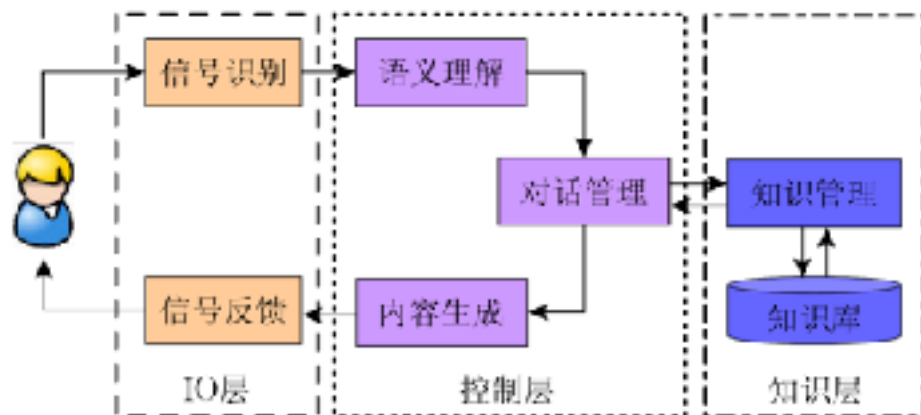 信号识别
语义理解
对话管理
知识管理
信号反馈
内容生成
知识库
IO层
控制层
知识层